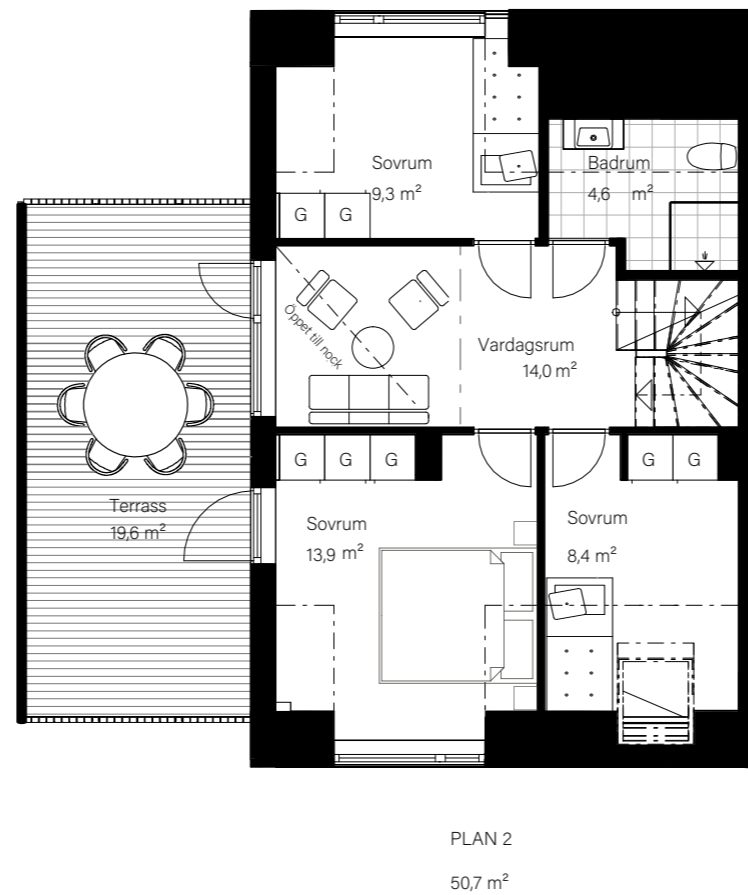 Sovrum
9,3 m²
Badrum
4,6 m²
G G
Öppet till nock
Vardagsrum
14,0 m²
G G G
G G
Terrass
19,6 m²
Sovrum
13,9 m²
Sovrum
8,4 m²
PLAN 2
50,7 m²